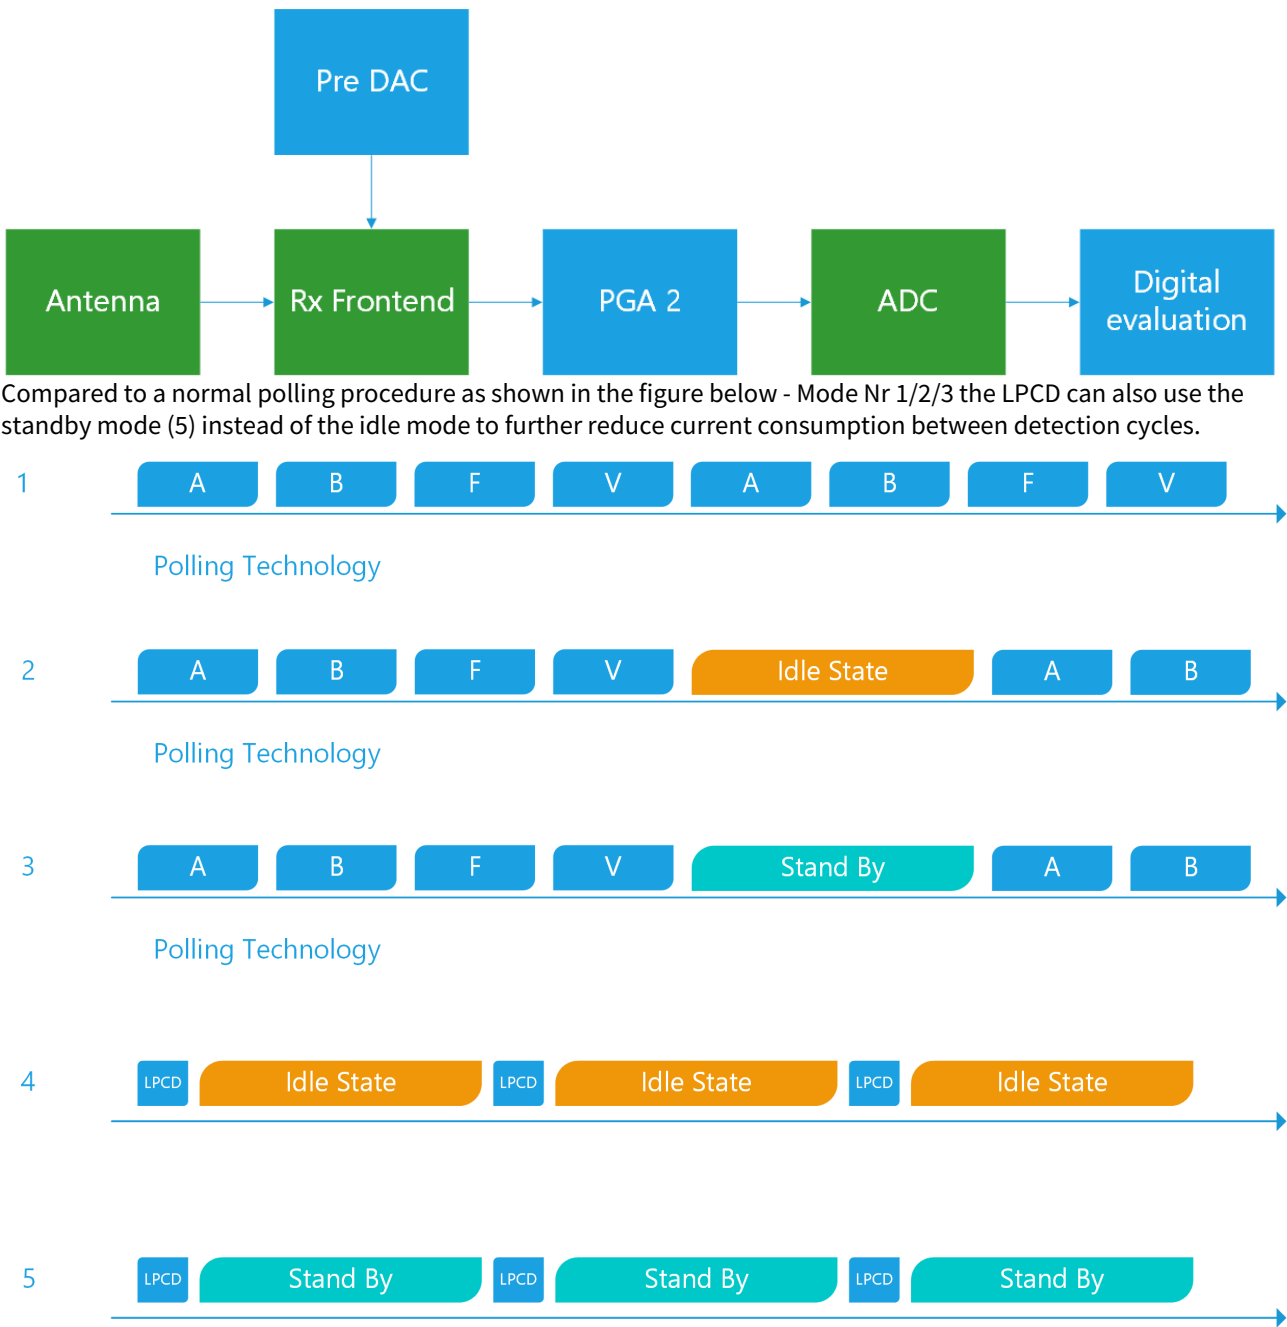 Pre DAC
Antenna
Rx Frontend
PGA 2
ADC
Digital
evaluation
Compared to a normal polling procedure as shown in the figure below - Mode Nr 1/2/3 the LPCD can also use the
standby mode (5) instead of the idle mode to further reduce current consumption between detection cycles.
1 A B F V A B F V
Polling Technology
2 A B F V Idle State A B
Polling Technology
3 A B F V Stand By A B
Polling Technology
4 LPCD Idle State LPCD Idle State LPCD Idle State
5 LPCD Stand By LPCD Stand By LPCD Stand By